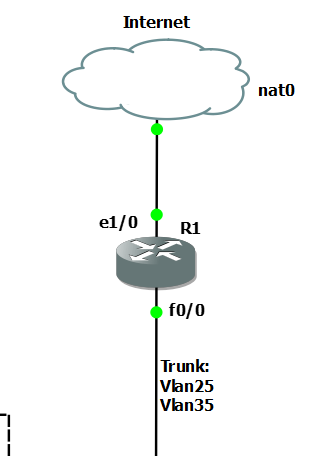 Internet
nat0
e1/0
R1
f0/0
Trunk:
Vlan25
Vlan35